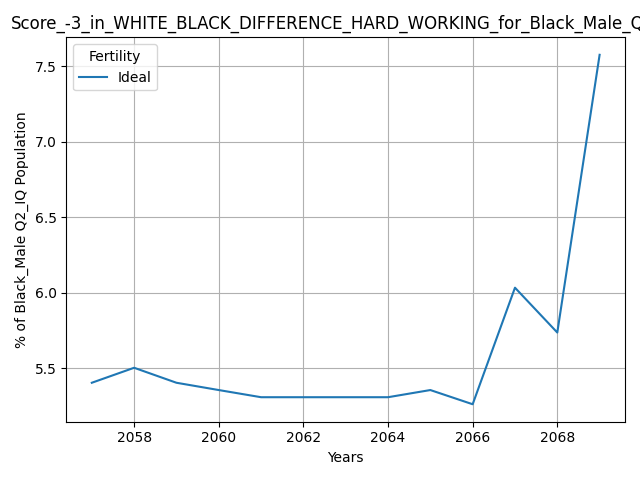 Score_-3_in_WHITE_BLACK_DIFFERENCE_HARD_WORKING_for_Black_Male_Q
Fertility
Ideal
7.5
7.0
6.5
6.0
5.5
% of Black_Male Q2_IQ Population
2058 2060 2062 2064 2066 2068
Years